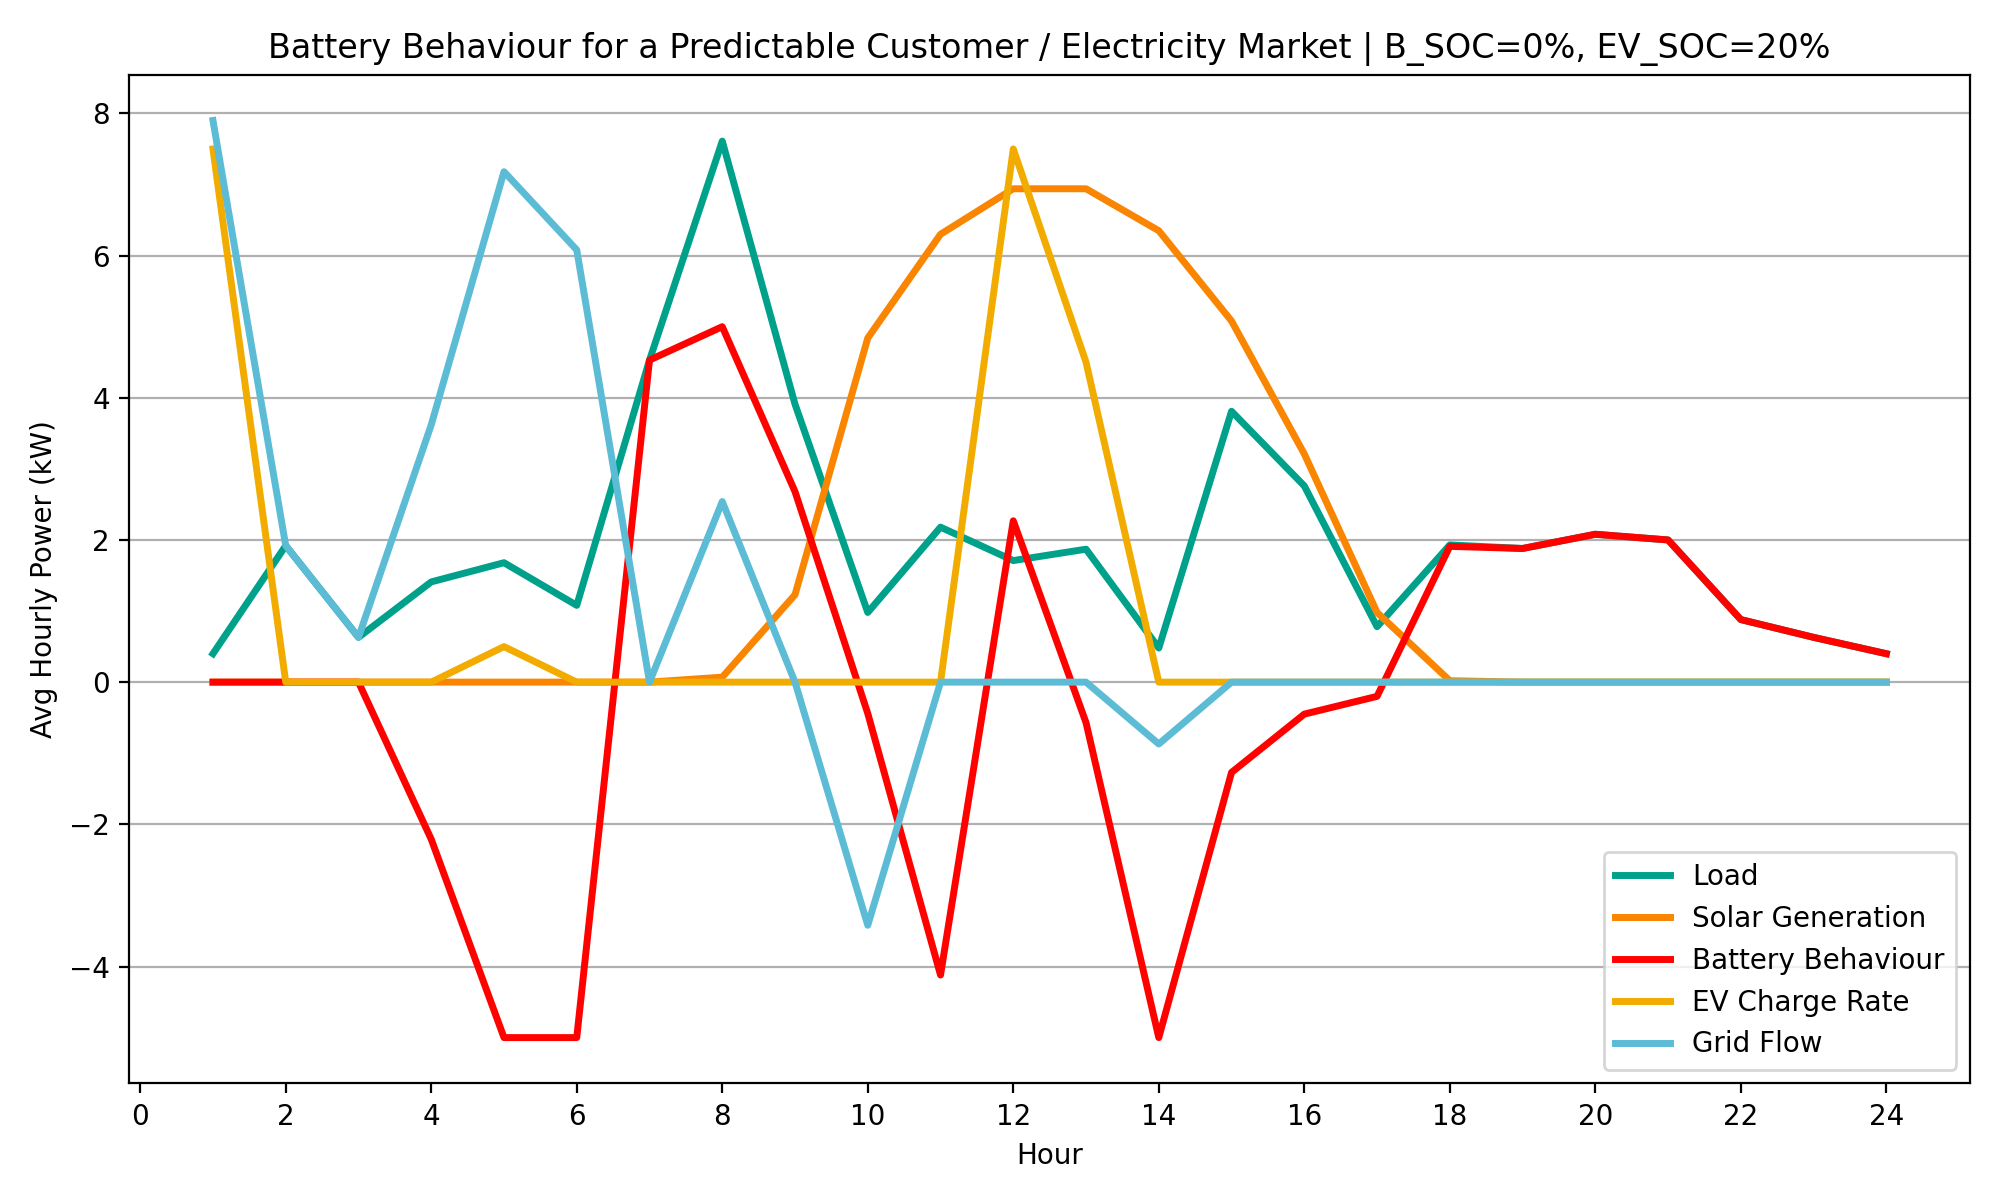 Battery Behaviour for a Predictable Customer / Electricity Market | B_SOC=0%, EV_SOC=20%
Avg Hourly Power (kW)
8
6
4
2
0
−2
−4
Load
Solar Generation
Battery Behaviour
EV Charge Rate
Grid Flow
0 2 4 6 8 10 12 14 16 18 20 22 24
Hour